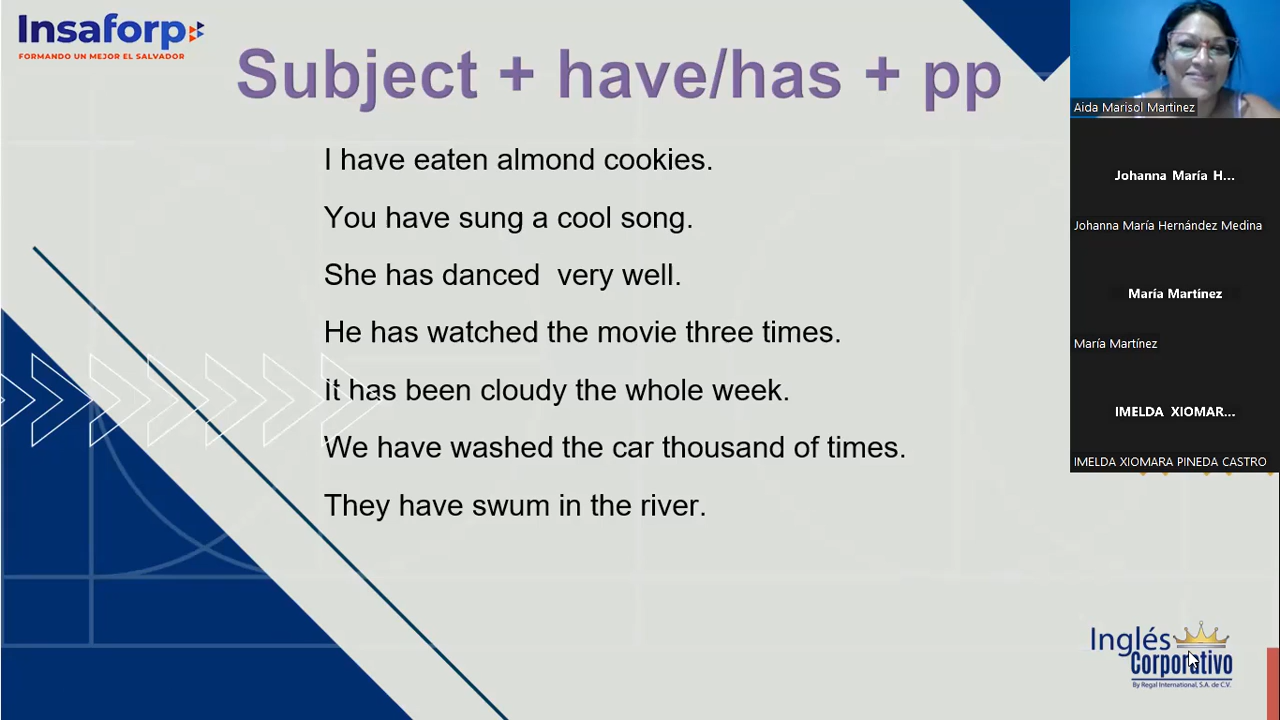 Insaforp
FORMANDO UN MEJOR EL SALVADOR
Subject + have/has + pp
I have eaten almond cookies.
You have sung a cool song.
She has danced  very well.
He has watched the movie three times.
It has been cloudy the whole week.
We have washed the car thousand of times.
They have swum in the river.
Aida Marisol Martinez
Johanna María H...
Johanna María Hernández Medina
María Martínez
María Martínez
IMELDA XIOMAR...
IMELDA XIOMARA PINEDA CASTRO
Inglés
Corporativo
By Regal International, S.A. de C.V.